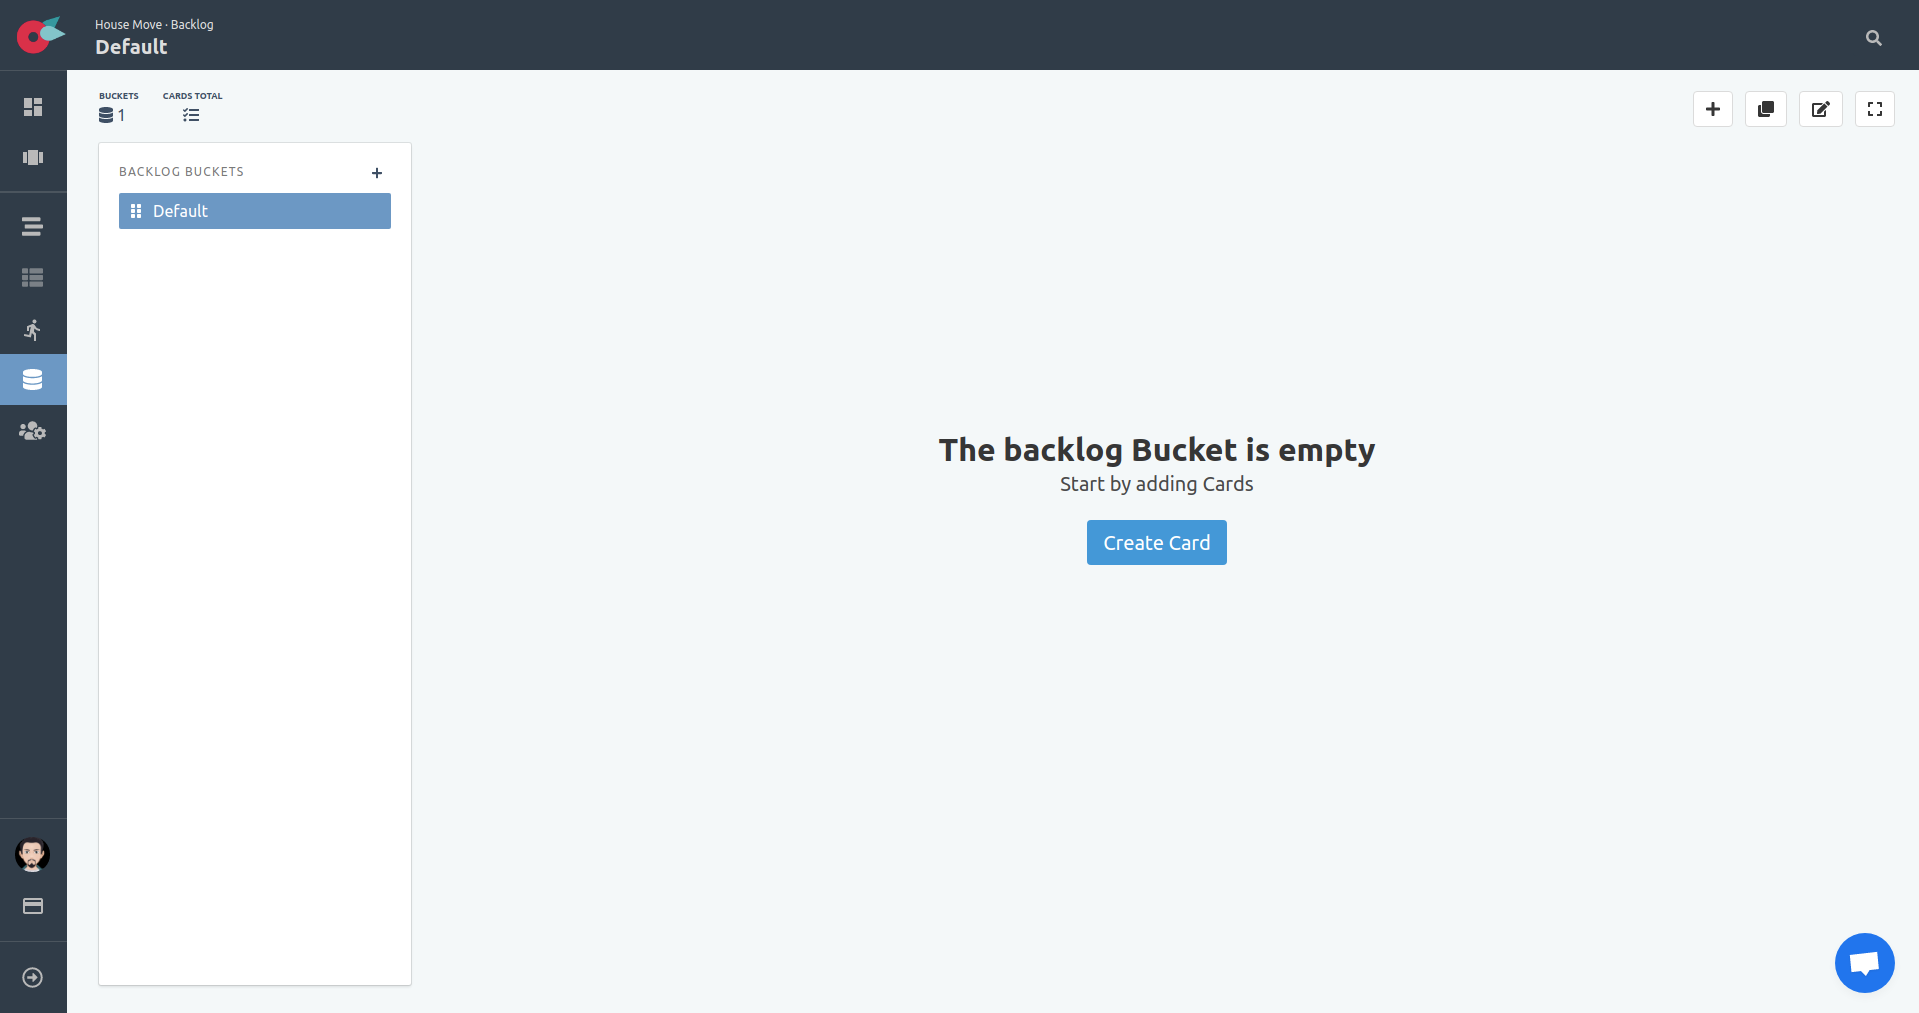 House Move · Backlog
Default
BUCKETS
1
CARDS TOTAL
BACKLOG BUCKETS
Default
The backlog Bucket is empty
Start by adding Cards
Create Card